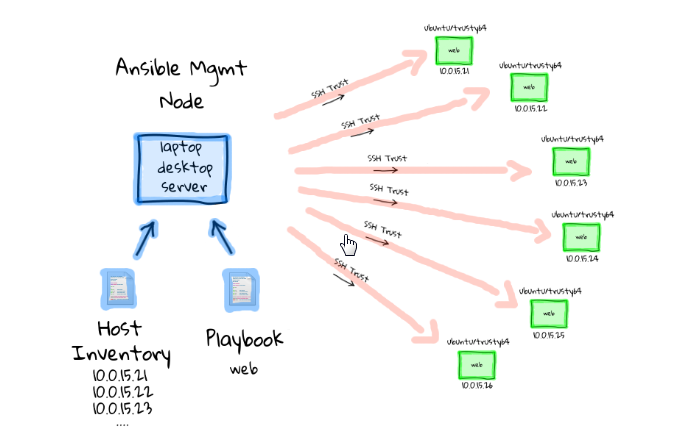 Ansible Mgmt
Node
laptop
desktop
server
Host
Inventory
10.0.15.21
10.0.15.22
10.0.15.23
....
Playbook
web
SSH Trust
SSH Trust
SSH Trust
SSH Trust
SSH Trust
SSH Trust
ubuntu/trusty64
web
10.0.15.21
ubuntu/trusty64
web
10.0.15.22
ubuntu/trusty64
web
10.0.15.23
ubuntu/trusty64
web
10.0.15.24
ubuntu/trusty64
web
10.0.15.25
ubuntu/trusty64
web
10.0.15.26